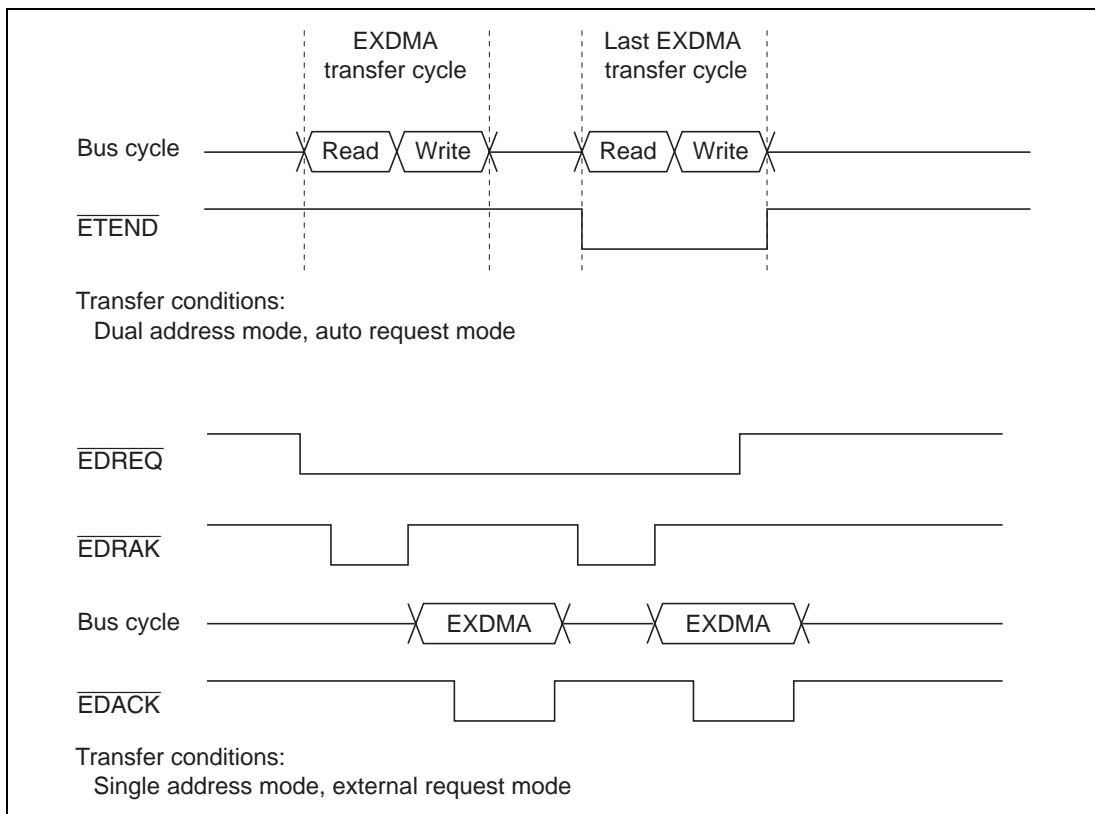 EXDMA
transfer cycle
Last EXDMA
transfer cycle
Bus cycle
Read
Write
Read
Write
ETEND
Transfer conditions:
Dual address mode, auto request mode
EDREQ
EDRAK
Bus cycle
EXDMA
EXDMA
EDACK
Transfer conditions:
Single address mode, external request mode